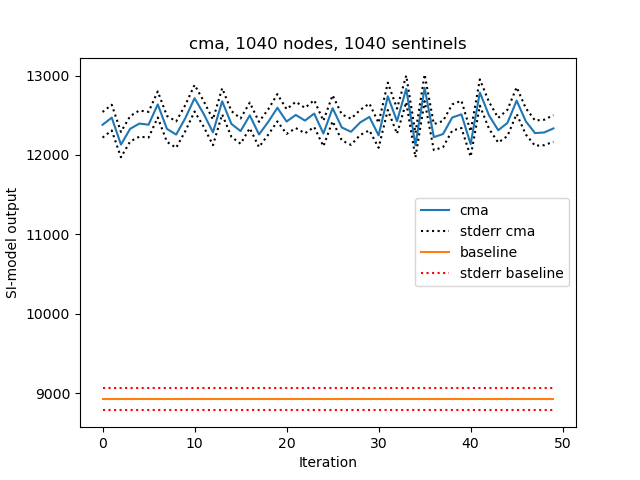 cma, 1040 nodes, 1040 sentinels
13000
12000
11000
10000
9000
SI-model output
cma
stderr cma
baseline
stderr baseline
0 10 20 30 40 50
Iteration